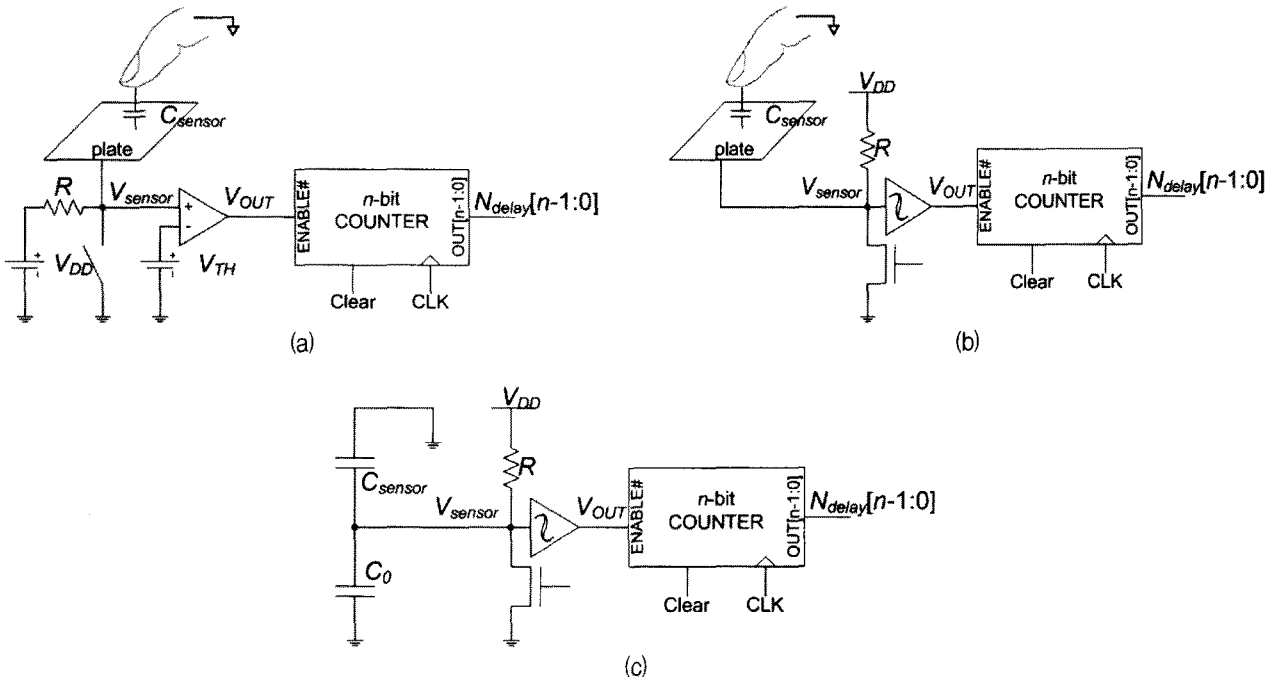 C_sensor
plate
R
V_sensor
V_OUT
V_DD
V_TH
ENABLE#
n-bit
COUNTER
OUT[n-1:0]
N_delay[n-1:0]
Clear
CLK
(a)
C_sensor
plate
V_DD
R
V_sensor
V_OUT
ENABLE#
n-bit
COUNTER
OUT[n-1:0]
N_delay[n-1:0]
Clear
CLK
(b)
V_DD
C_sensor
R
V_sensor
V_OUT
C_0
ENABLE#
n-bit
COUNTER
OUT[n-1:0]
N_delay[n-1:0]
Clear
CLK
(c)